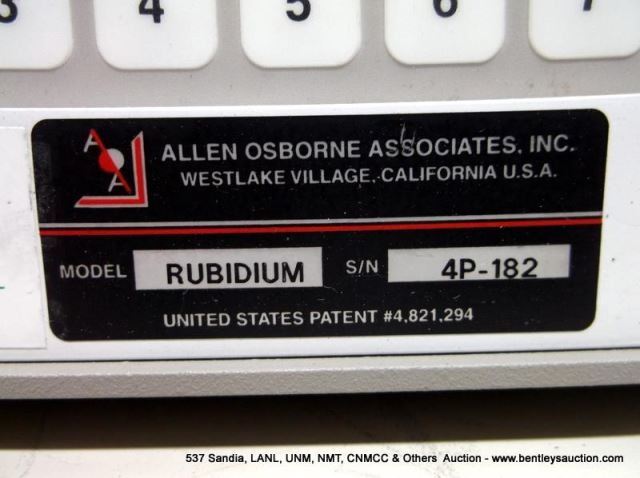 3 4 5 6 7
A
A
ALLEN OSBORNE ASSOCIATES, INC.
WESTLAKE VILLAGE, CALIFORNIA U.S.A.
MODEL RUBIDIUM S/N 4P-182
UNITED STATES PATENT #4,821,294
537 Sandia, LANL, UNM, NMT, CNMCC & Others Auction - www.bentleysauction.com